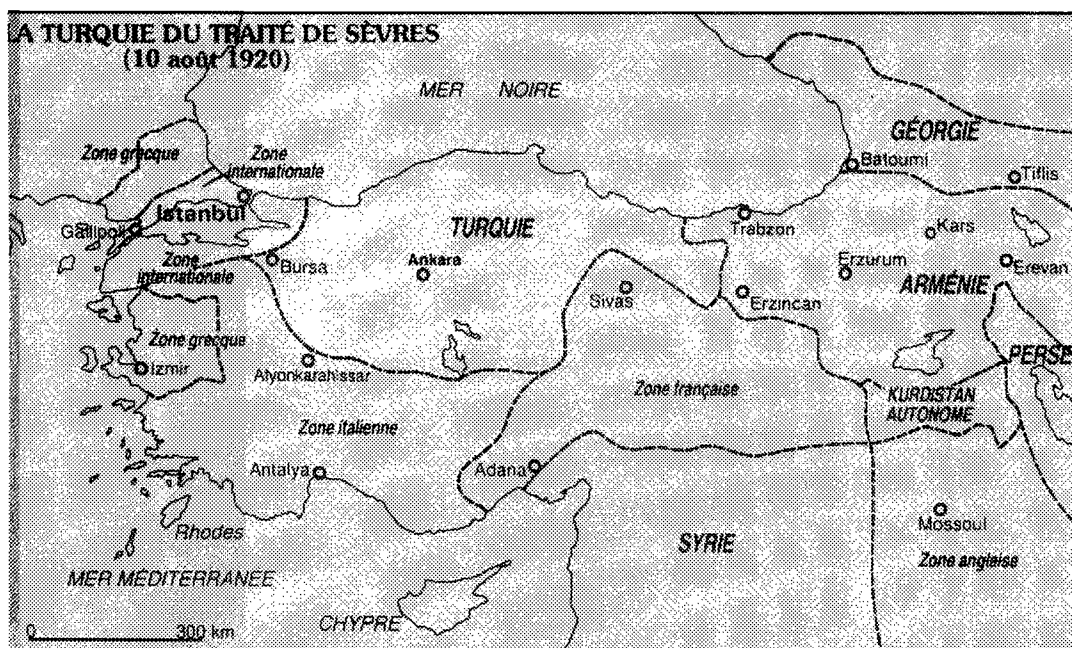 LA TURQUIE DU TRAITÉ DE SÈVRES
(10 août 1920)
MER NOIRE
GÉORGIE
Zone grecque
Zone
internationale
Batoumi
Tiflis
Istanbul
Gallipoli
TURQUIE
Trabzon
Kars
Zone
internationale
Bursa
Ankara
Erzurum
Erevan
ARMÉNIE
Sivas
Erzincan
Zone grecque
Izmir
Afyonkarahissar
PERSE
Zone française
KURDISTAN
AUTONOME
Zone italienne
Antalya
Adana
Rhodes
SYRIE
Mossoul
Zone anglaise
MER MÉDITERRANÉE
CHYPRE
0 300 km